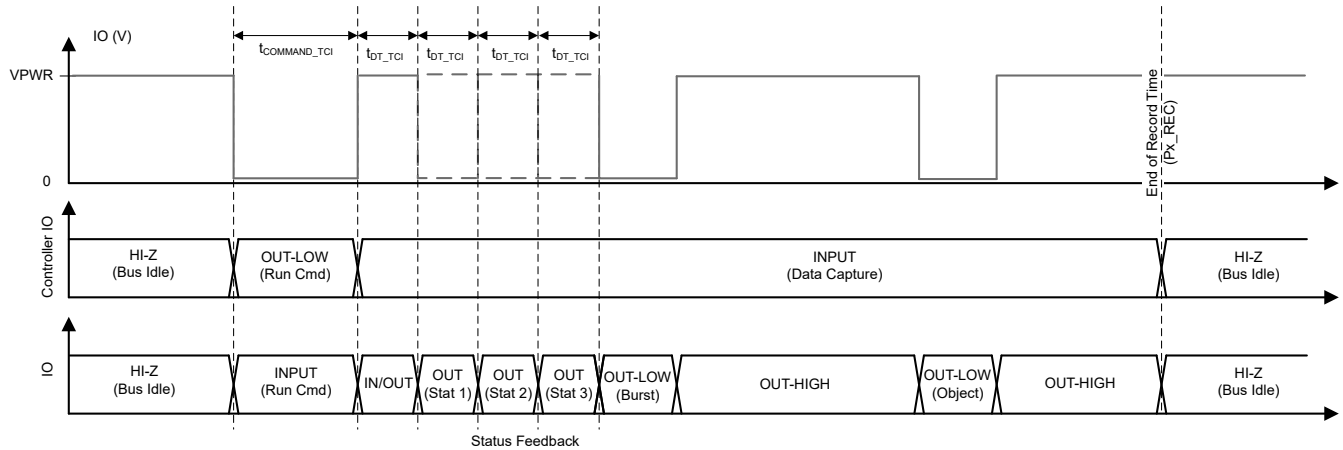 IO (V)
tCOMMAND_TCI
tDT_TCI
tDT_TCI
tDT_TCI
tDT_TCI
VPWR
0
End of Record Time
(Px_REC)
Controller IO
HI-Z
(Bus Idle)
OUT-LOW
(Run Cmd)
INPUT
(Data Capture)
HI-Z
(Bus Idle)
IO
HI-Z
(Bus Idle)
INPUT
(Run Cmd)
IN/OUT
OUT
(Stat 1)
OUT
(Stat 2)
OUT
(Stat 3)
OUT-LOW
(Burst)
OUT-HIGH
OUT-LOW
(Object)
OUT-HIGH
HI-Z
(Bus Idle)
Status Feedback